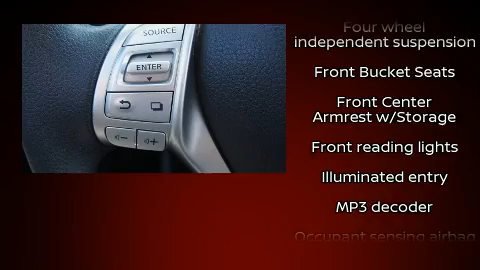 SOURCE
ENTER
Four wheel
independent suspension
Front Bucket Seats
Front Center
Armrest w/Storage
Front reading lights
Illuminated entry
MP3 decoder
Occupant sensing airbag